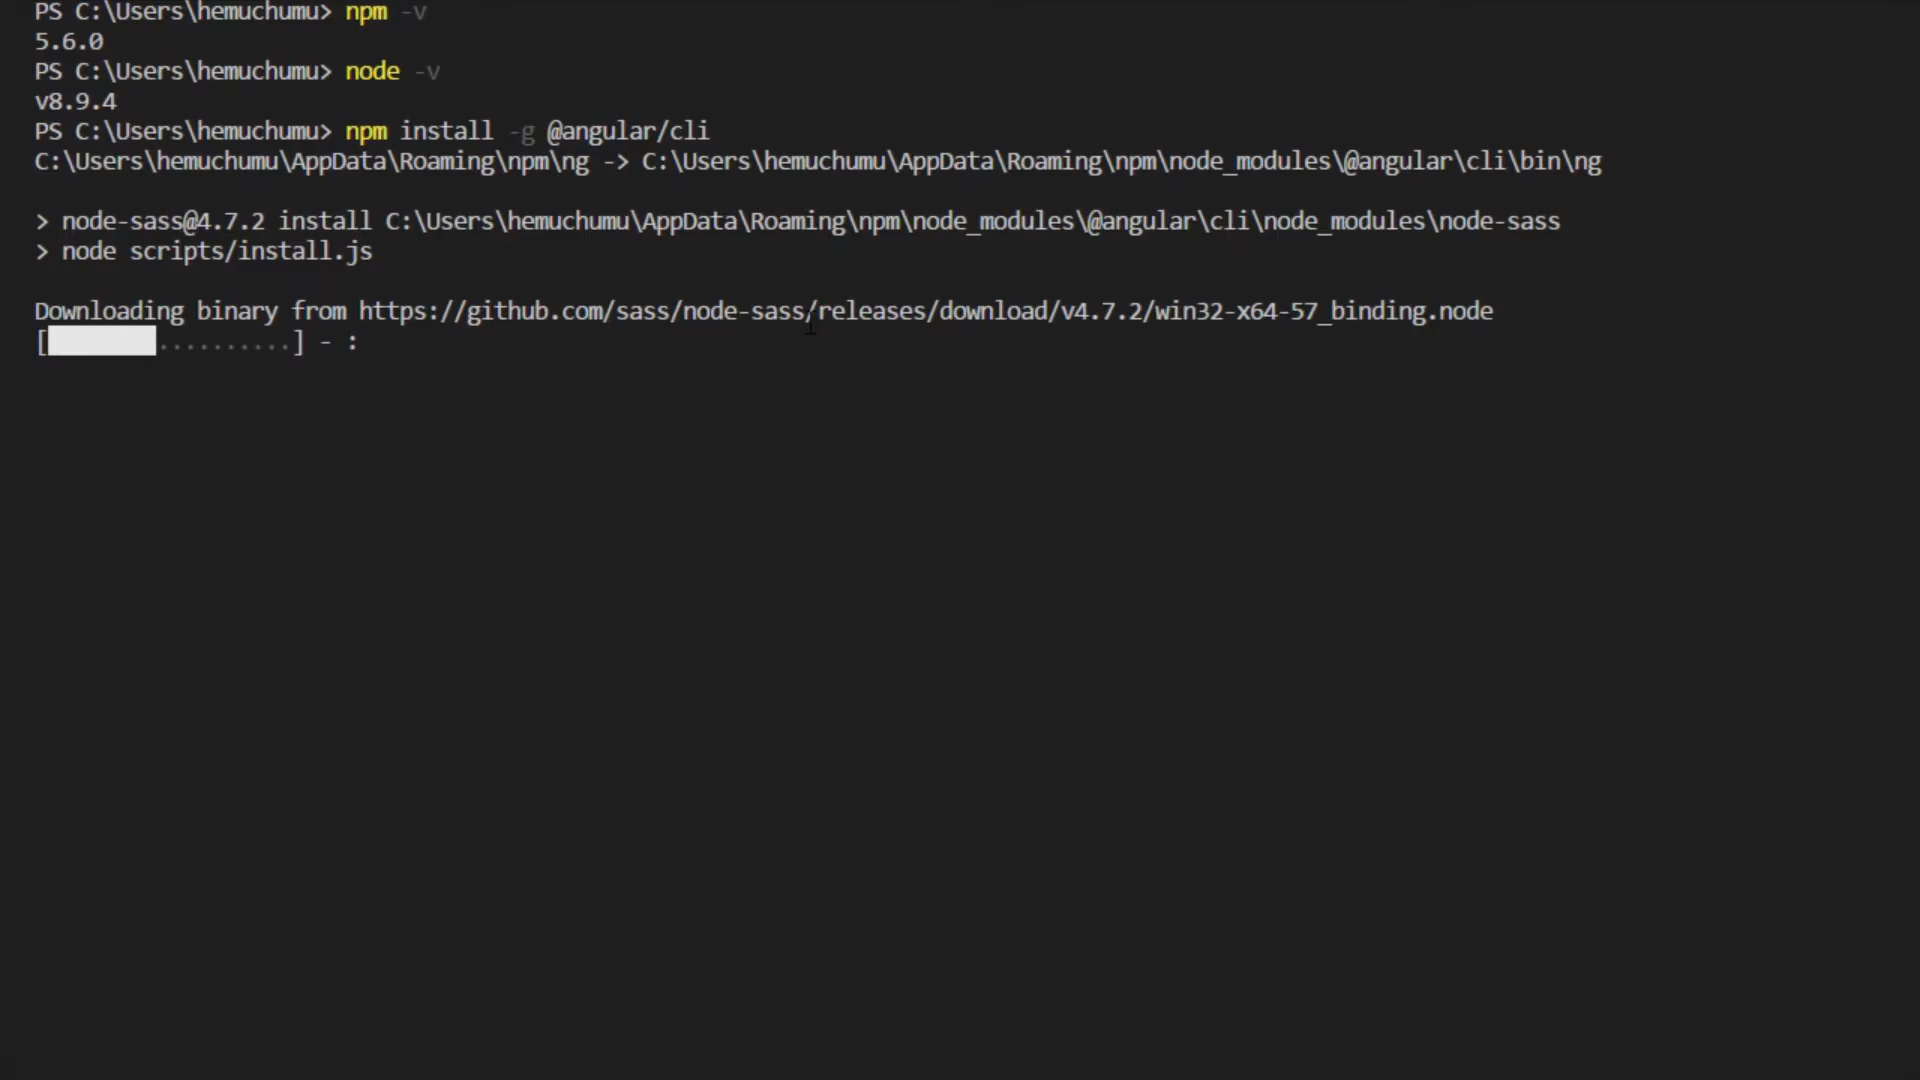 PS C:\Users\hemuchumu> npm -v
5.6.0
PS C:\Users\hemuchumu> node -v
v8.9.4
PS C:\Users\hemuchumu> npm install -g @angular/cli
C:\Users\hemuchumu\AppData\Roaming\npm\ng -> C:\Users\hemuchumu\AppData\Roaming\npm\node_modules\@angular\cli\bin\ng
> node-sass@4.7.2 install C:\Users\hemuchumu\AppData\Roaming\npm\node_modules\@angular\cli\node_modules\node-sass
> node scripts/install.js
Downloading binary from https://github.com/sass/node-sass/releases/download/v4.7.2/win32-x64-57_binding.node
[████████..........] - :